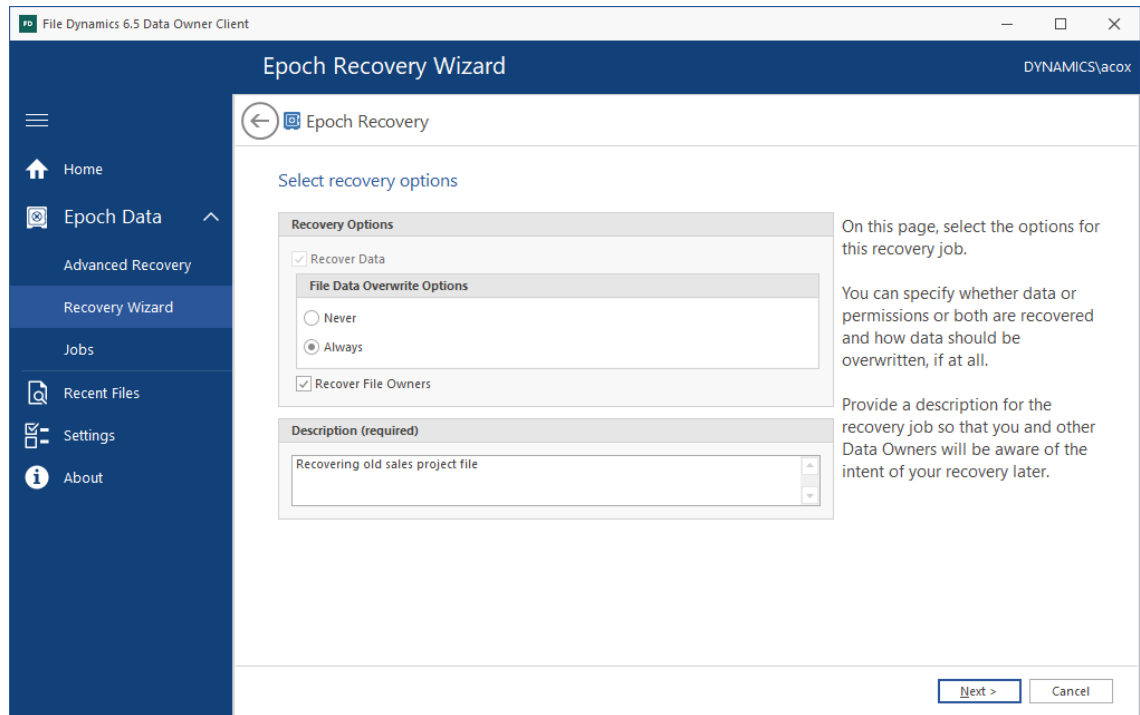 FD File Dynamics 6.5 Data Owner Client
Epoch Recovery Wizard
DYNAMICS\acox
Epoch Recovery
Home
Epoch Data
Advanced Recovery
Recovery Wizard
Jobs
Recent Files
Settings
About
Select recovery options
Recovery Options
Recover Data
File Data Overwrite Options
Never
Always
Recover File Owners
Description (required)
Recovering old sales project file
On this page, select the options for
this recovery job.
You can specify whether data or
permissions or both are recovered
and how data should be
overwritten, if at all.
Provide a description for the
recovery job so that you and other
Data Owners will be aware of the
intent of your recovery later.
Next >
Cancel